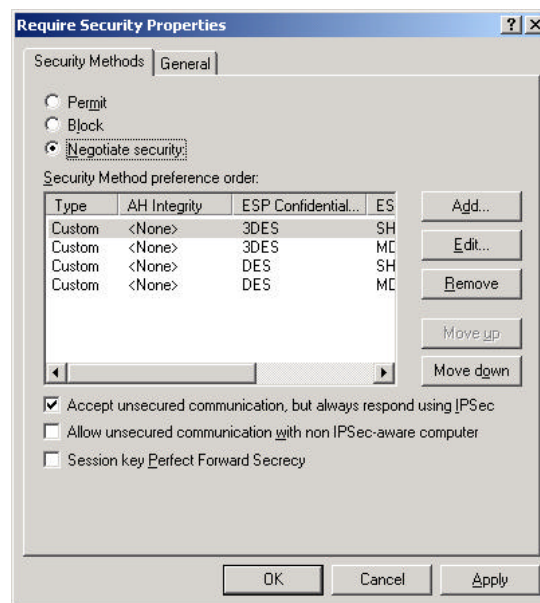 Require Security Properties
Security Methods General
Permit
Block
Negotiate security:
Security Method preference order:
Type AH Integrity ESP Confidential... ES
Custom <None> 3DES SH
Custom <None> 3DES MD
Custom <None> DES SH
Custom <None> DES MD
Add...
Edit...
Remove
Move up
Move down
Accept unsecured communication, but always respond using IPSec
Allow unsecured communication with non IPSec-aware computer
Session key Perfect Forward Secrecy
OK Cancel Apply